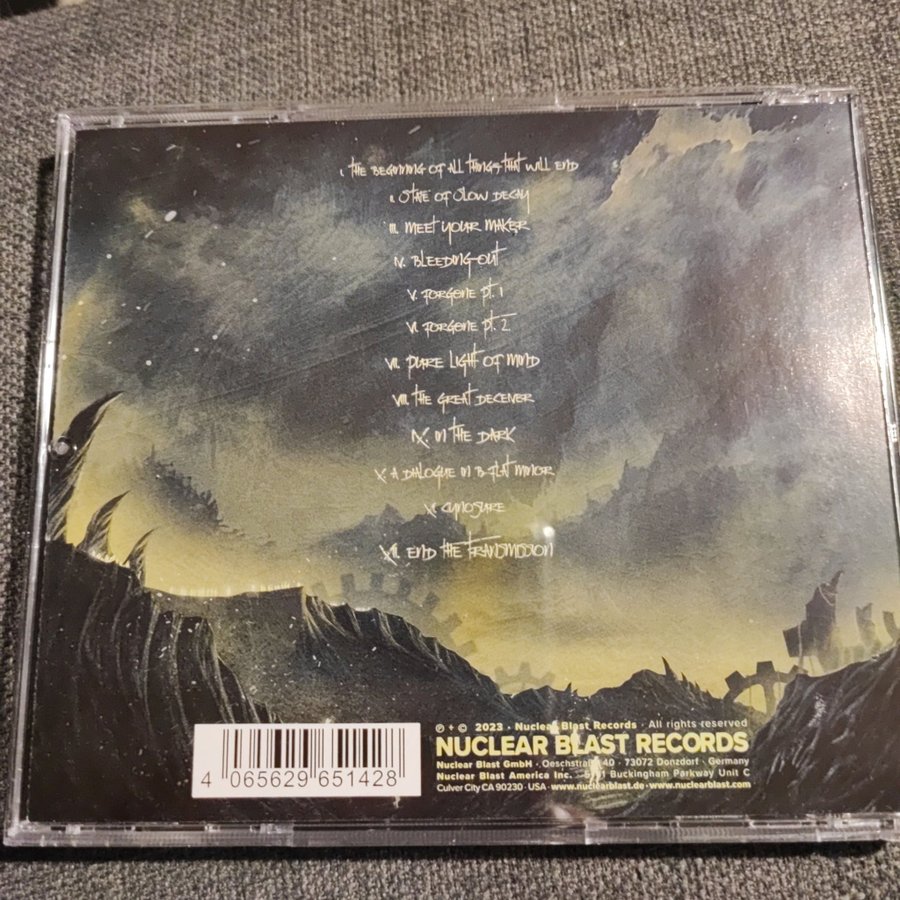 I. THE BEGINNING OF ALL THINGS THAT WILL END
II. STATE OF SLOW DECAY
III. MEET YOUR MAKER
IV. BLEEDING OUT
V. FOREGONE PT. 1
VI. FOREGONE PT. 2
VII. PURE LIGHT OF MIND
VIII. THE GREAT DECEIVER
IX. IN THE DARK
X. A DIALOGUE IN B FLAT MINOR
XI. CYNOSURE
XII. END THE TRANSMISSION
℗ + © 2023 · Nuclear Blast Records · All rights reserved
NUCLEAR BLAST RECORDS
Nuclear Blast GmbH · Oeschstraße 40 · 73072 Donzdorf · Germany
Nuclear Blast America Inc. · Buckingham Parkway Unit C
Culver City CA 90230 · USA · www.nuclearblast.de · www.nuclearblast.com
4 065629 651428